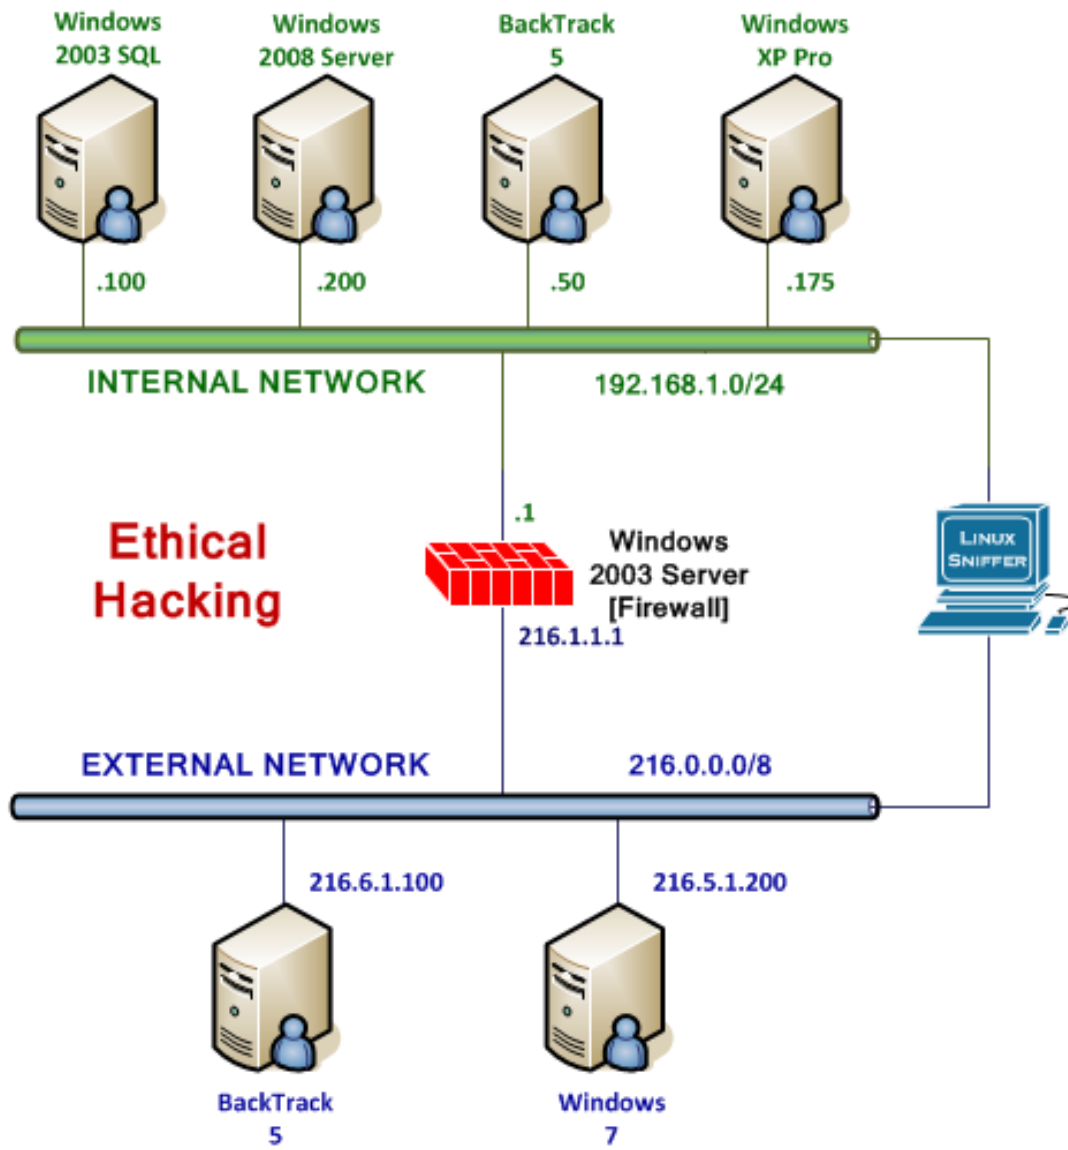 Windows
2003 SQL
Windows
2008 Server
BackTrack
5
Windows
XP Pro
.100
.200
.50
.175
INTERNAL NETWORK
192.168.1.0/24
Ethical
Hacking
.1
Windows
2003 Server
[Firewall]
216.1.1.1
LINUX
SNIFFER
EXTERNAL NETWORK
216.0.0.0/8
216.6.1.100
216.5.1.200
BackTrack
5
Windows
7